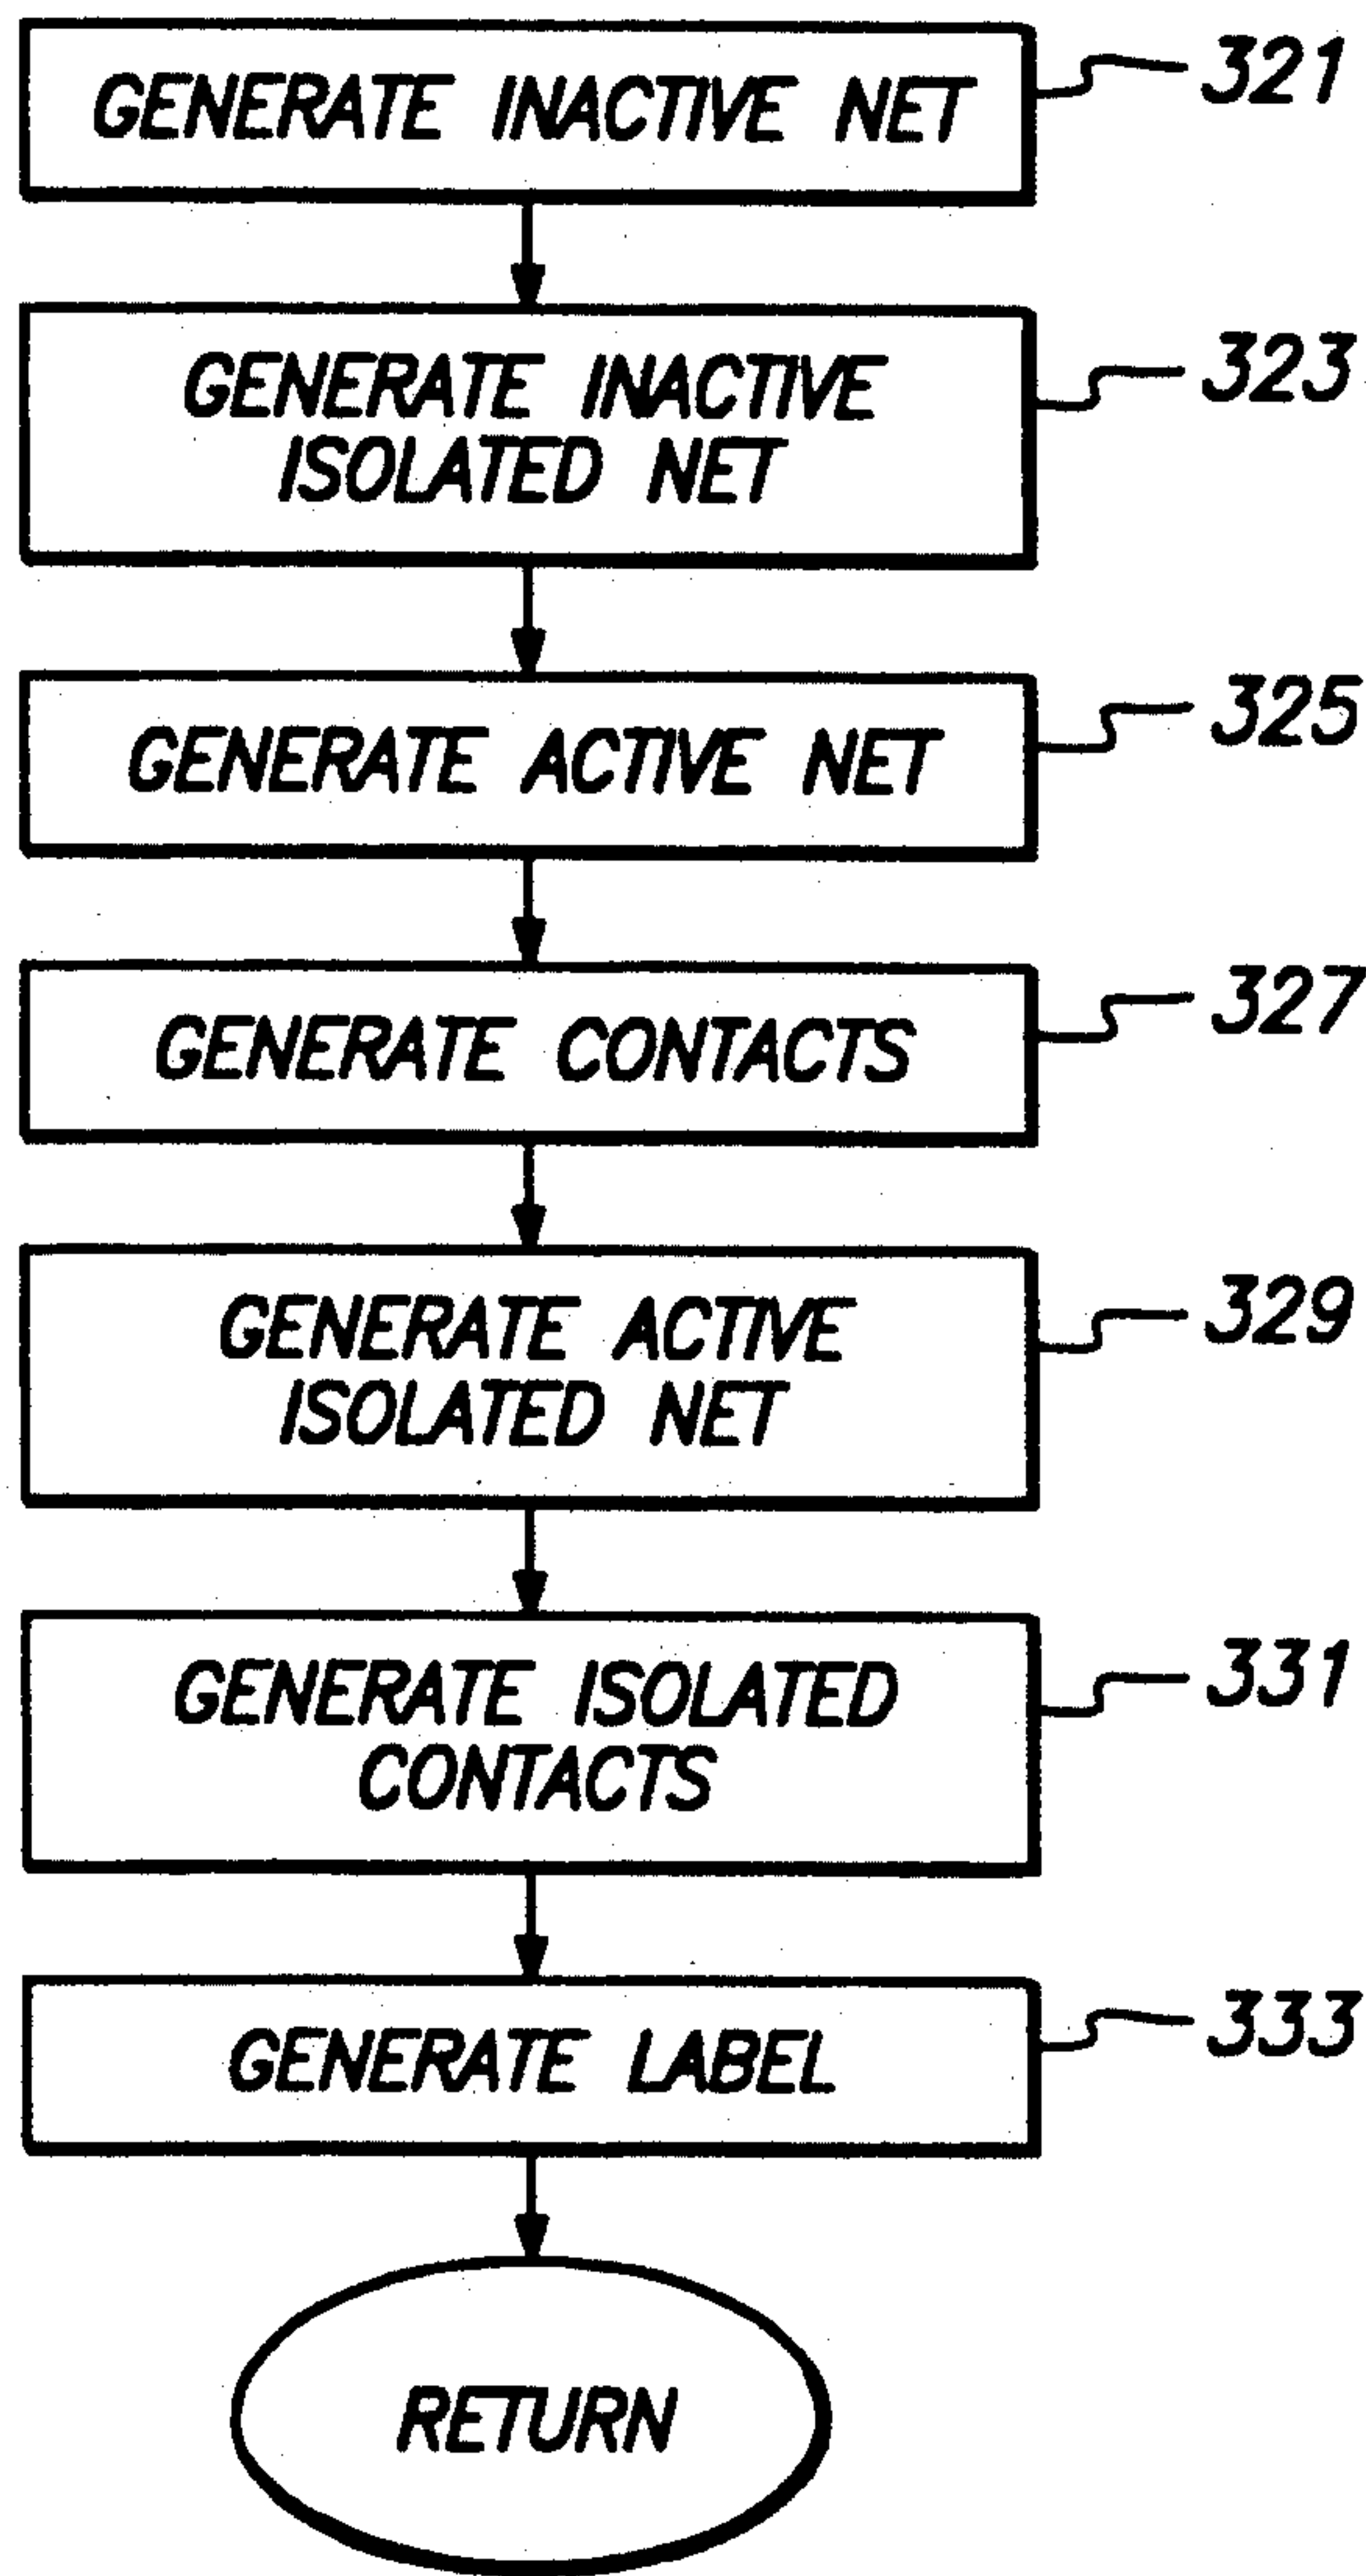 GENERATE INACTIVE NET
321
GENERATE INACTIVE
ISOLATED NET
323
GENERATE ACTIVE NET
325
GENERATE CONTACTS
327
GENERATE ACTIVE
ISOLATED NET
329
GENERATE ISOLATED
CONTACTS
331
GENERATE LABEL
333
RETURN